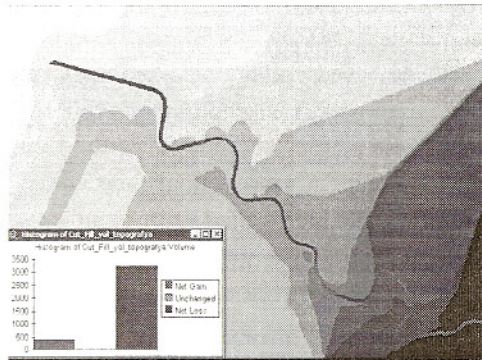 Histogram of Cut_Fill_yol_topografya
Histogram of Cut_Fill_yol_topografya:Volume
3500
3000
2500
2000
1500
1000
500
0
Net Gain
Unchanged
Net Loss